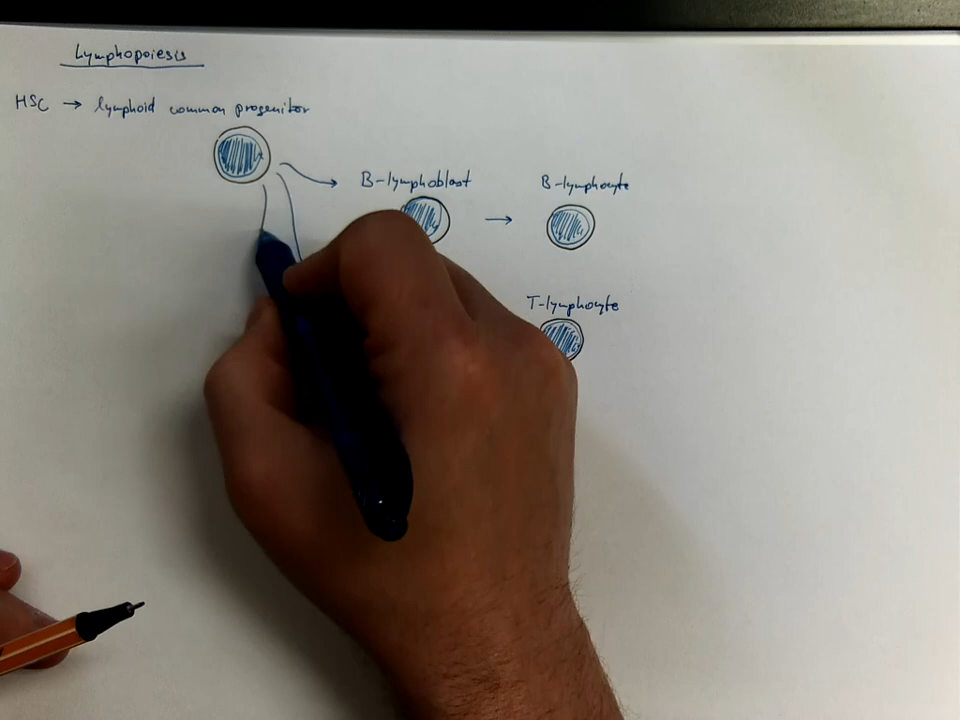 Lymphopoiesis
HSC → lymphoid common progenitor
B-lymphoblast → B-lymphocyte
T-lymphocyte